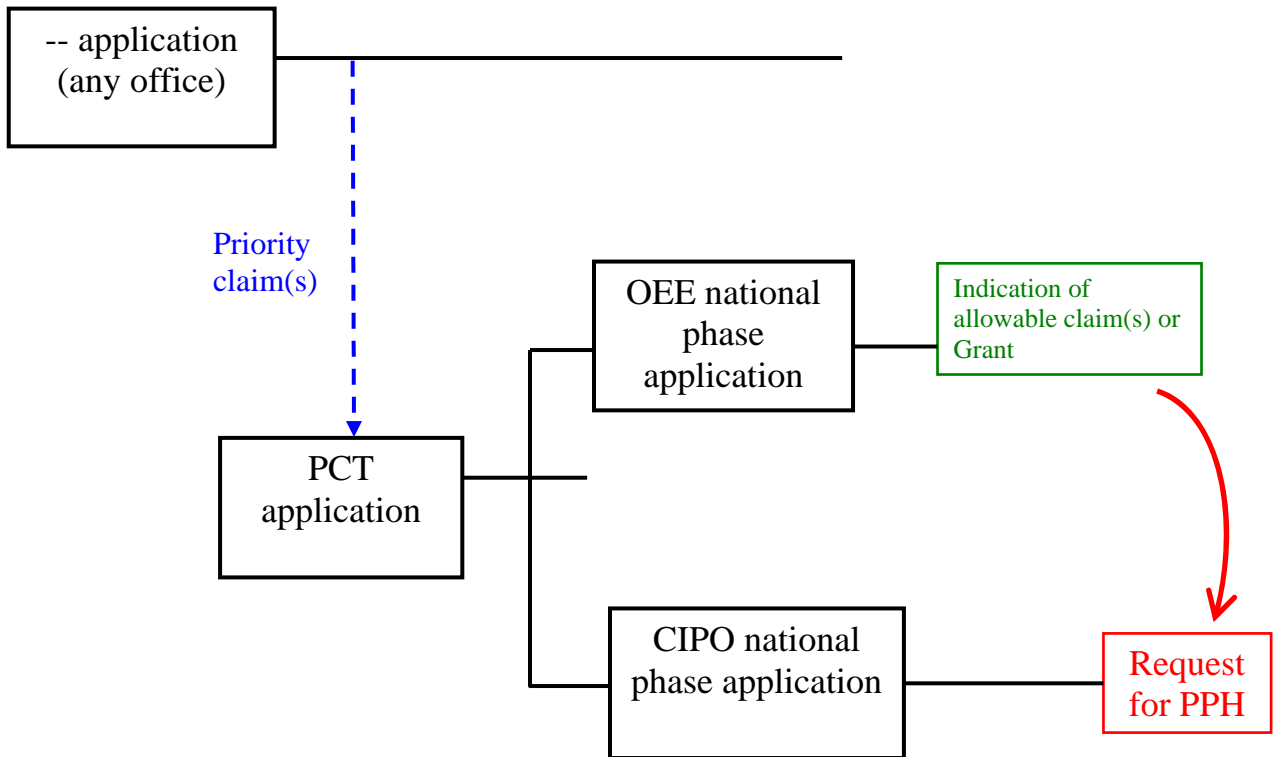 -- application
(any office)
Priority
claim(s)
OEE national
phase
application
Indication of
allowable claim(s) or
Grant
PCT
application
CIPO national
phase application
Request
for PPH